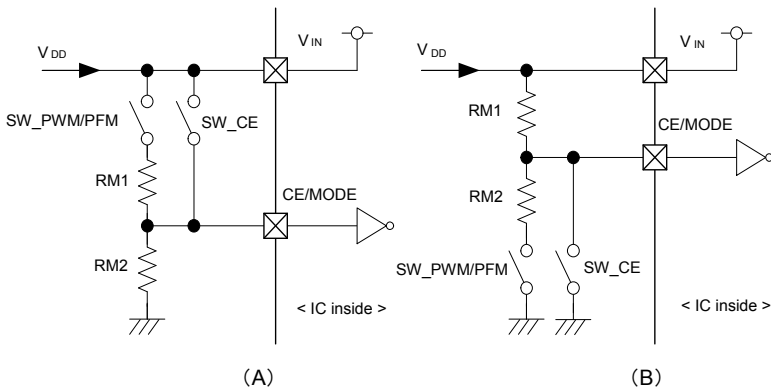 V DD
V IN
SW_PWM/PFM
SW_CE
RM1
CE/MODE
RM2
< IC inside >
(A)
V DD
V IN
RM1
CE/MODE
RM2
SW_PWM/PFM
SW_CE
< IC inside >
(B)